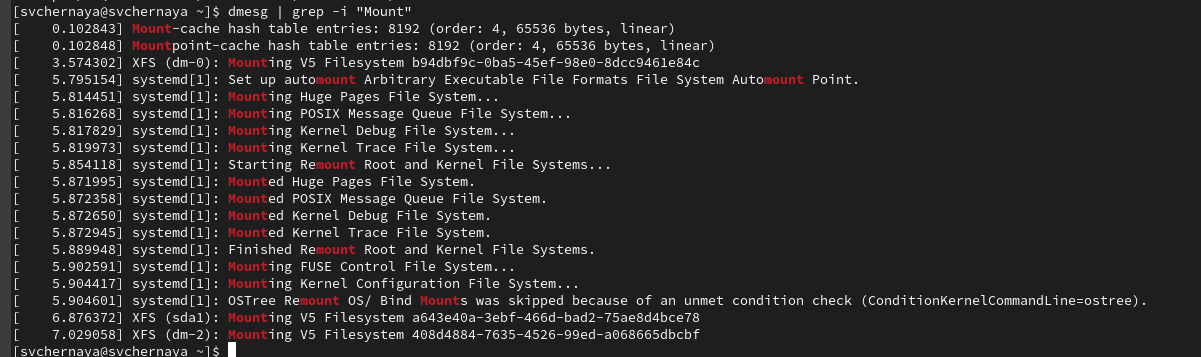 [svchernaya@svchernaya ~]$ dmesg | grep -i "Mount"
[    0.102843] Mount-cache hash table entries: 8192 (order: 4, 65536 bytes, linear)
[    0.102848] Mountpoint-cache hash table entries: 8192 (order: 4, 65536 bytes, linear)
[    3.574302] XFS (dm-0): Mounting V5 Filesystem b94dbf9c-0ba5-45ef-98e0-8dcc9461e84c
[    5.795154] systemd[1]: Set up automount Arbitrary Executable File Formats File System Automount Point.
[    5.814451] systemd[1]: Mounting Huge Pages File System...
[    5.816268] systemd[1]: Mounting POSIX Message Queue File System...
[    5.817829] systemd[1]: Mounting Kernel Debug File System...
[    5.819973] systemd[1]: Mounting Kernel Trace File System...
[    5.854118] systemd[1]: Starting Remount Root and Kernel File Systems...
[    5.871995] systemd[1]: Mounted Huge Pages File System.
[    5.872358] systemd[1]: Mounted POSIX Message Queue File System.
[    5.872650] systemd[1]: Mounted Kernel Debug File System.
[    5.872945] systemd[1]: Mounted Kernel Trace File System.
[    5.889948] systemd[1]: Finished Remount Root and Kernel File Systems.
[    5.902591] systemd[1]: Mounting FUSE Control File System...
[    5.904417] systemd[1]: Mounting Kernel Configuration File System...
[    5.904601] systemd[1]: OSTree Remount OS/ Bind Mounts was skipped because of an unmet condition check (ConditionKernelCommandLine=ostree).
[    6.876372] XFS (sda1): Mounting V5 Filesystem a643e40a-3ebf-466d-bad2-75ae8d4bce78
[    7.029058] XFS (dm-2): Mounting V5 Filesystem 408d4884-7635-4526-99ed-a068665dbcbf
[svchernaya@svchernaya ~]$